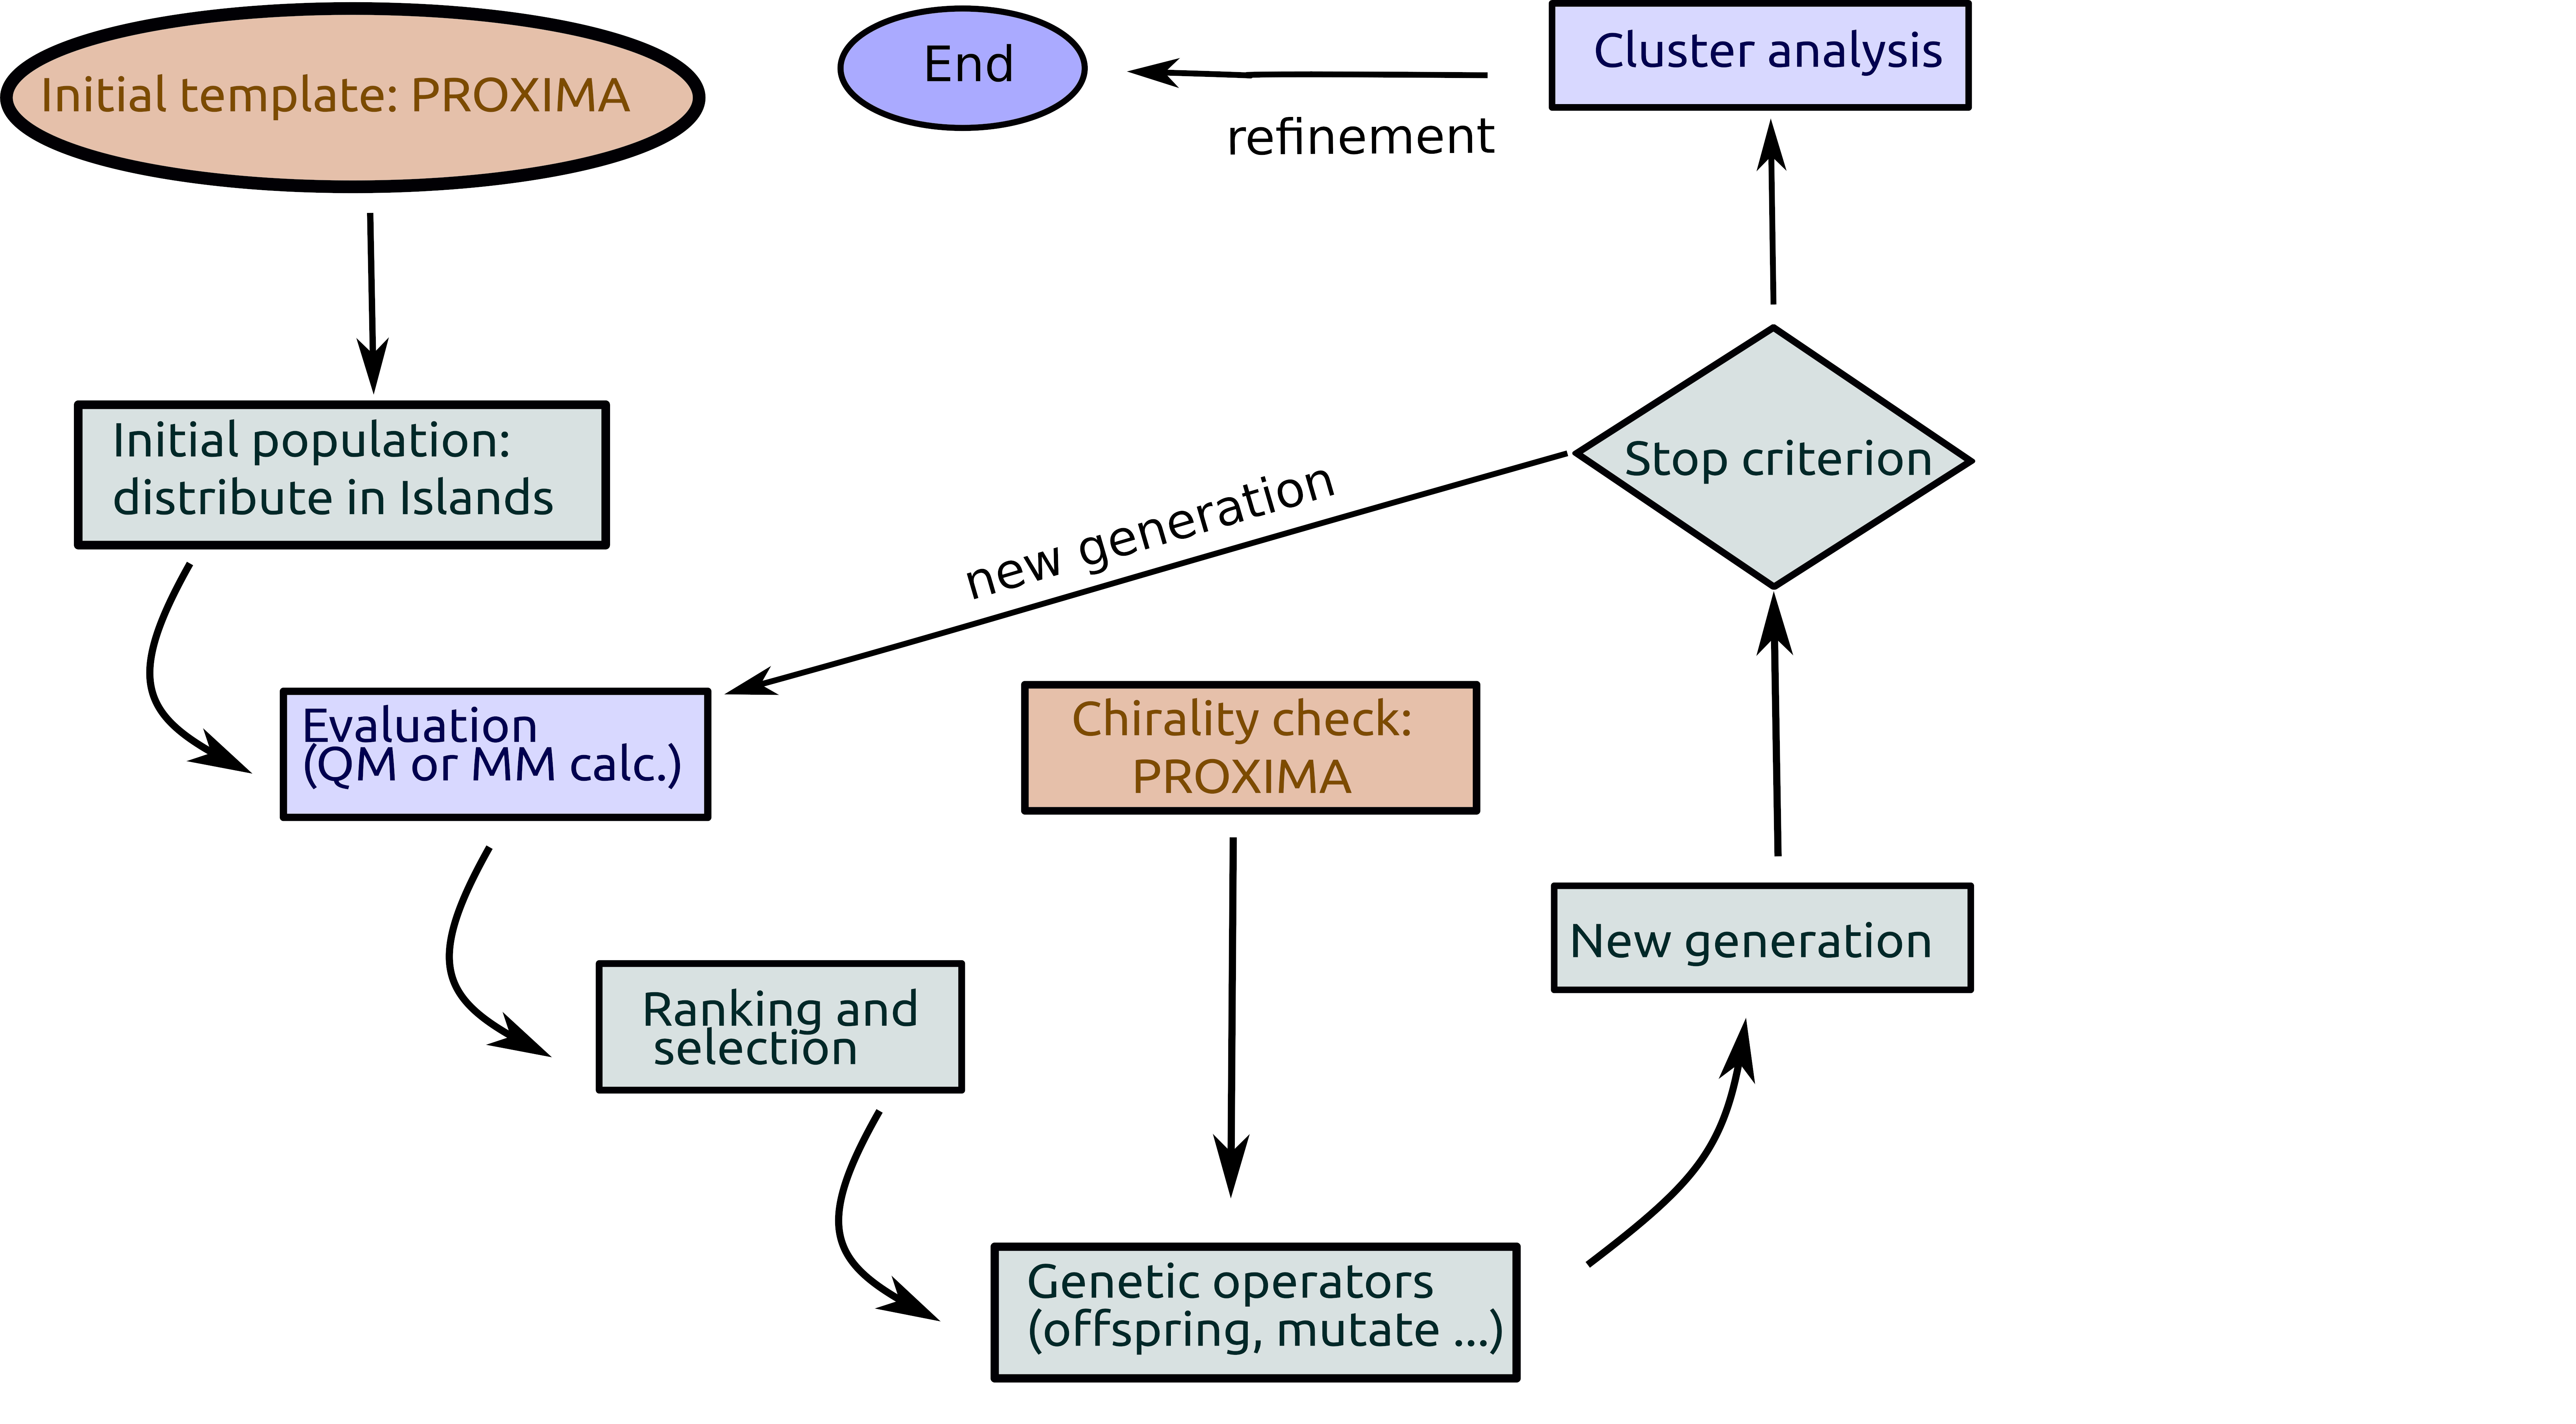 Initial template: PROXIMA
End
Cluster analysis
refinement
Initial population:
distribute in Islands
Stop criterion
new generation
Evaluation
(QM or MM calc.)
Chirality check:
PROXIMA
New generation
Ranking and
selection
Genetic operators
(offspring, mutate ...)